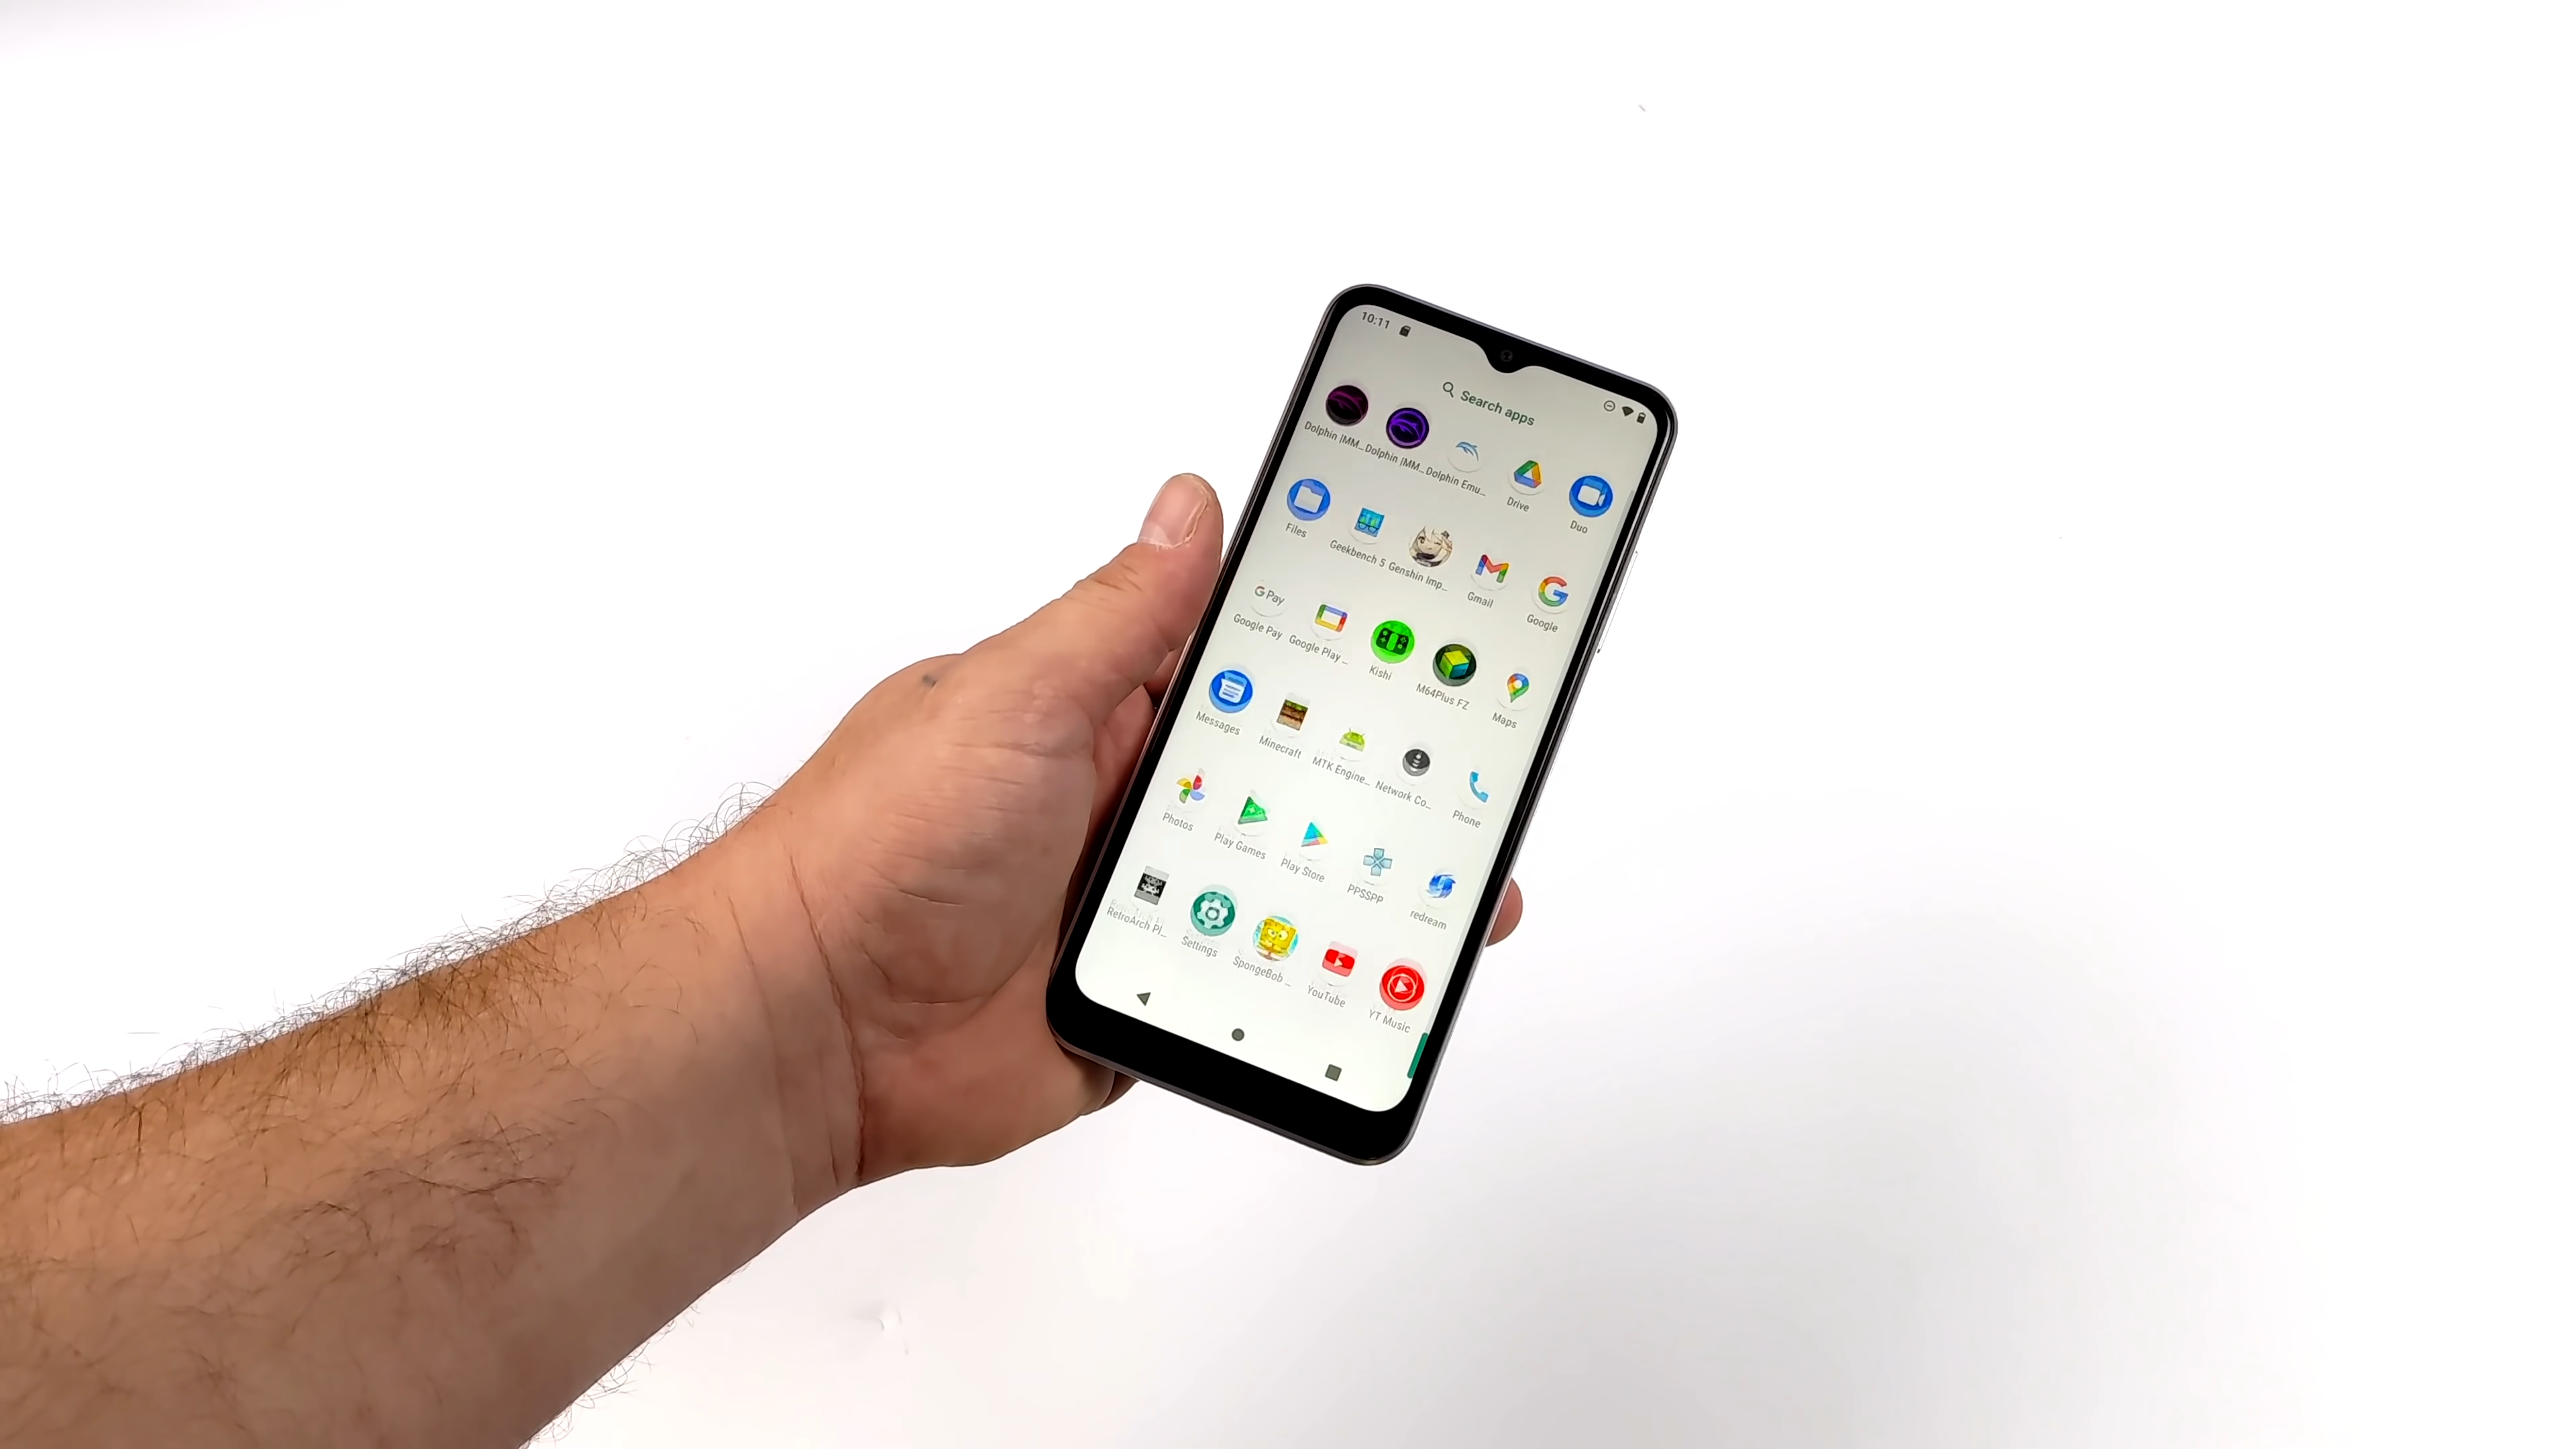 10:11
Search apps
Dolphin |MM... Dolphin |MM... Dolphin Emu... Drive Duo
Files Geekbench 5 Genshin Imp... Gmail Google
G Pay
Google Pay Google Play ... Kishi M64Plus FZ Maps
Messages Minecraft MTK Engine... Network Co... Phone
Photos Play Games Play Store PPSSPP redream
RetroArch Pl... Settings SpongeBob ... YouTube YT Music